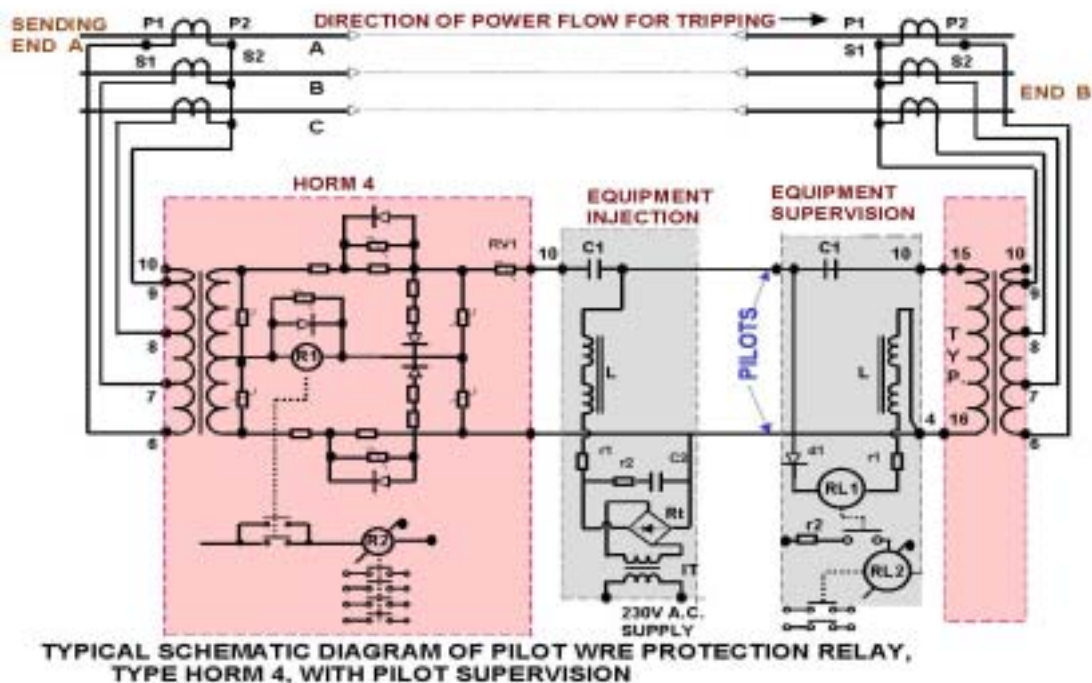 SENDING
END A
P1
P2
DIRECTION OF POWER FLOW FOR TRIPPING
P1
P2
S1
S2
A
S1
S2
B
END B
C
HORM 4
EQUIPMENT
INJECTION
EQUIPMENT
SUPERVISION
10
RV1
10
C1
C1
10
15
10
9
9
R1
8
L
PILOTS
L
T
Y
P
8
7
7
6
4
16
6
r1
r2
C2
d1
r1
RL1
Rt
r2
R2
IT
RL2
230V A.C.
SUPPLY
TYPICAL SCHEMATIC DIAGRAM OF PILOT WRE PROTECTION RELAY,
TYPE HORM 4, WITH PILOT SUPERVISION